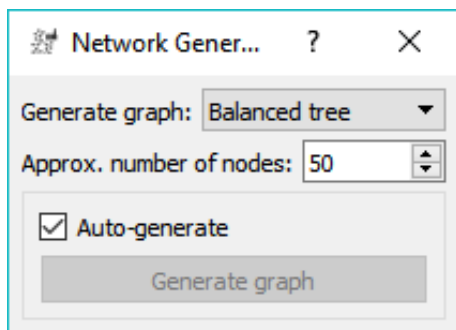 Network Gener... ?
Generate graph: Balanced tree
Approx. number of nodes: 50
Auto-generate
Generate graph